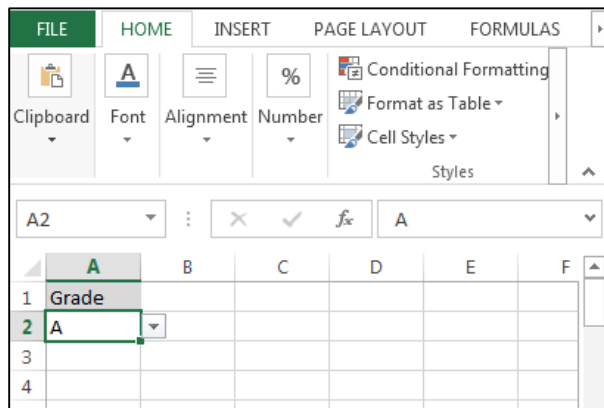 FILE HOME INSERT PAGE LAYOUT FORMULAS
Clipboard Font Alignment Number
A %
Conditional Formatting
Format as Table
Cell Styles
Styles
A2 fx A
A B C D E F
1 Grade
2 A
3
4